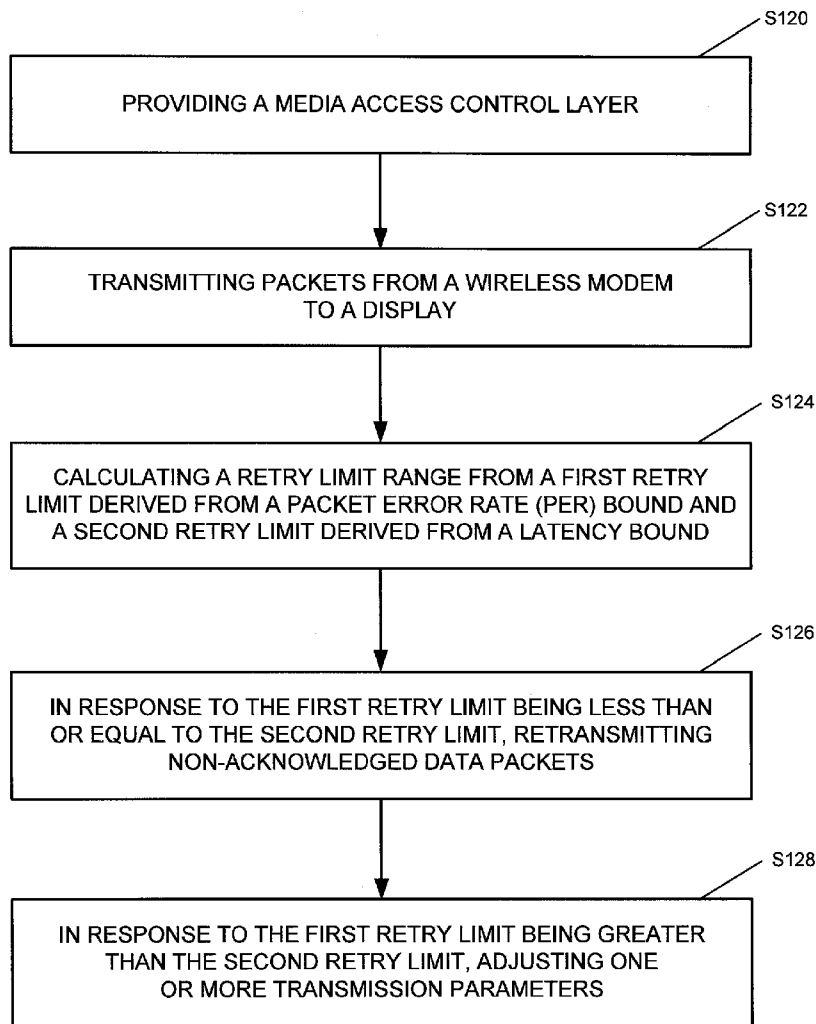 S120
PROVIDING A MEDIA ACCESS CONTROL LAYER
S122
TRANSMITTING PACKETS FROM A WIRELESS MODEM
TO A DISPLAY
S124
CALCULATING A RETRY LIMIT RANGE FROM A FIRST RETRY
LIMIT DERIVED FROM A PACKET ERROR RATE (PER) BOUND AND
A SECOND RETRY LIMIT DERIVED FROM A LATENCY BOUND
S126
IN RESPONSE TO THE FIRST RETRY LIMIT BEING LESS THAN
OR EQUAL TO THE SECOND RETRY LIMIT, RETRANSMITTING
NON-ACKNOWLEDGED DATA PACKETS
S128
IN RESPONSE TO THE FIRST RETRY LIMIT BEING GREATER
THAN THE SECOND RETRY LIMIT, ADJUSTING ONE
OR MORE TRANSMISSION PARAMETERS